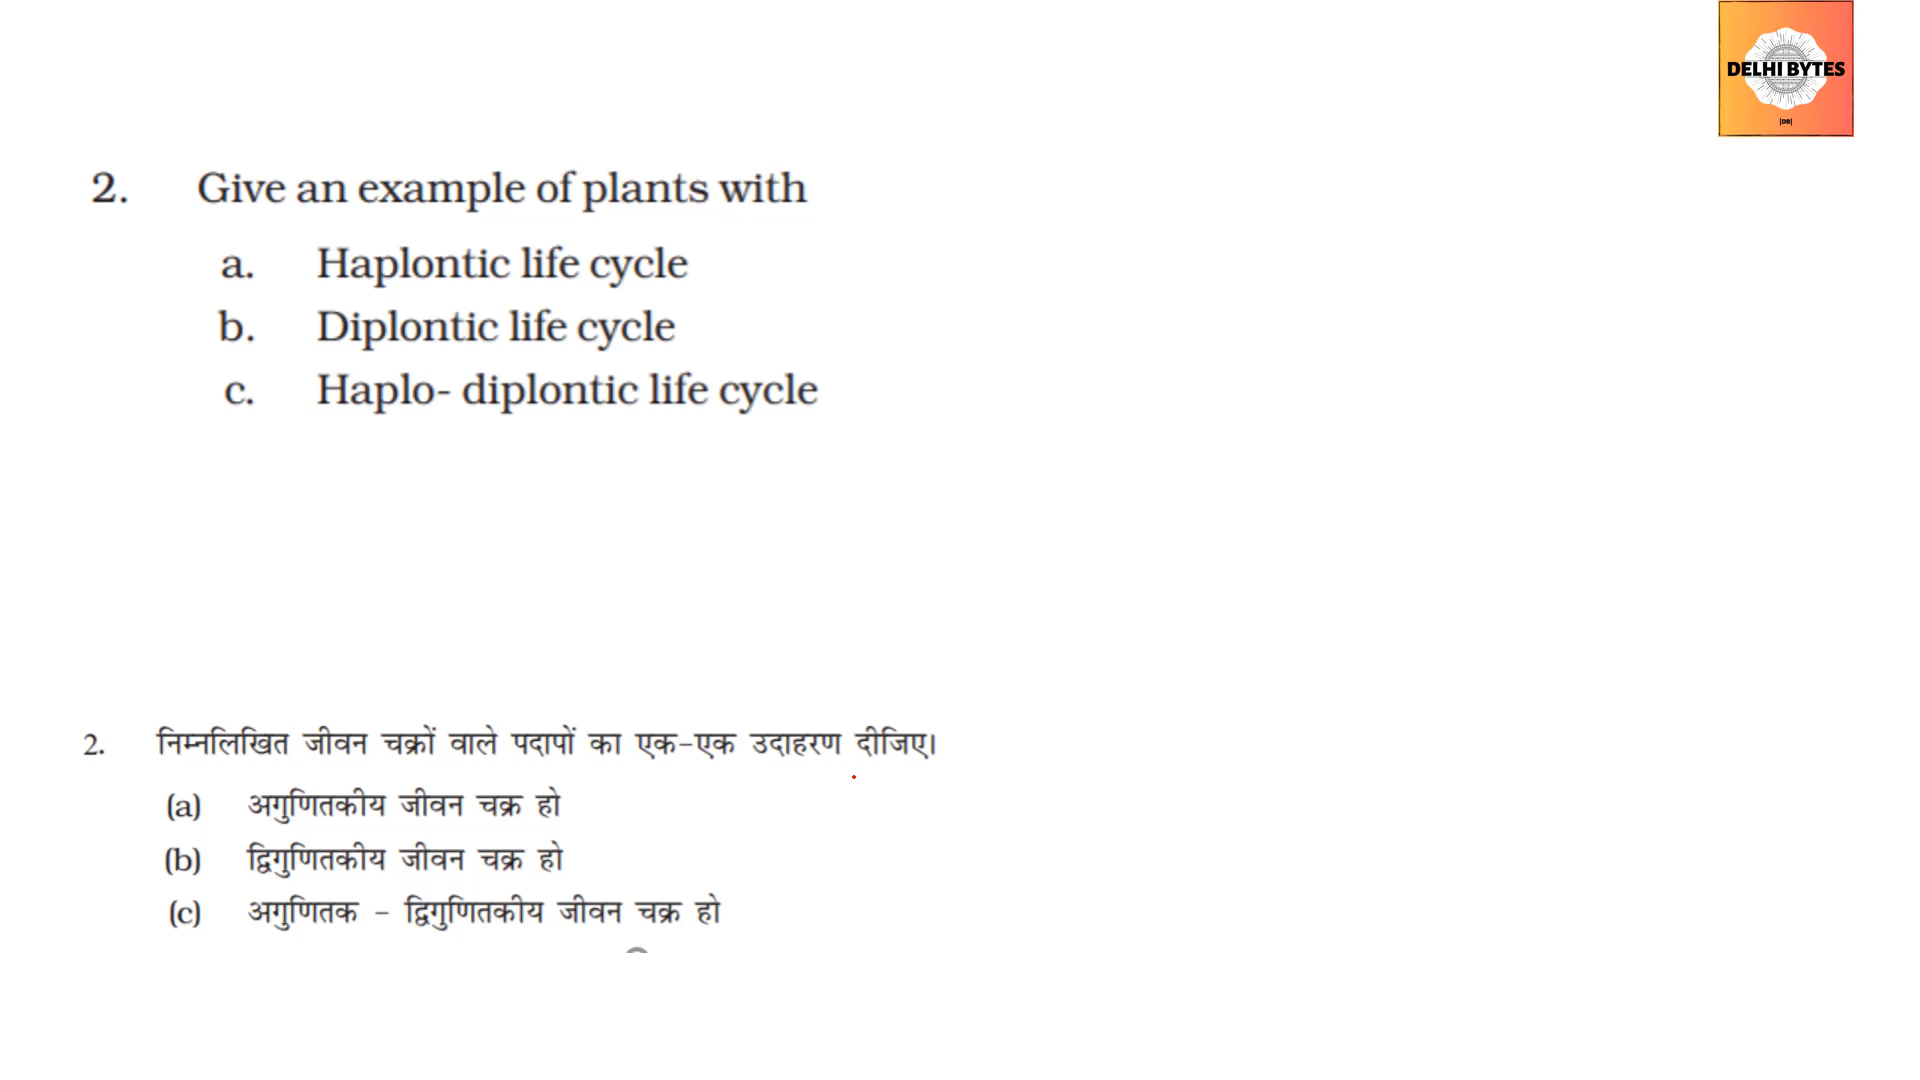 DELHI BYTES
|DB|
2. Give an example of plants with
a. Haplontic life cycle
b. Diplontic life cycle
c. Haplo- diplontic life cycle
2. निम्नलिखित जीवन चक्रों वाले पदापों का एक-एक उदाहरण दीजिए।
(a) अगुणितकीय जीवन चक्र हो
(b) द्विगुणितकीय जीवन चक्र हो
(c) अगुणितक - द्विगुणितकीय जीवन चक्र हो